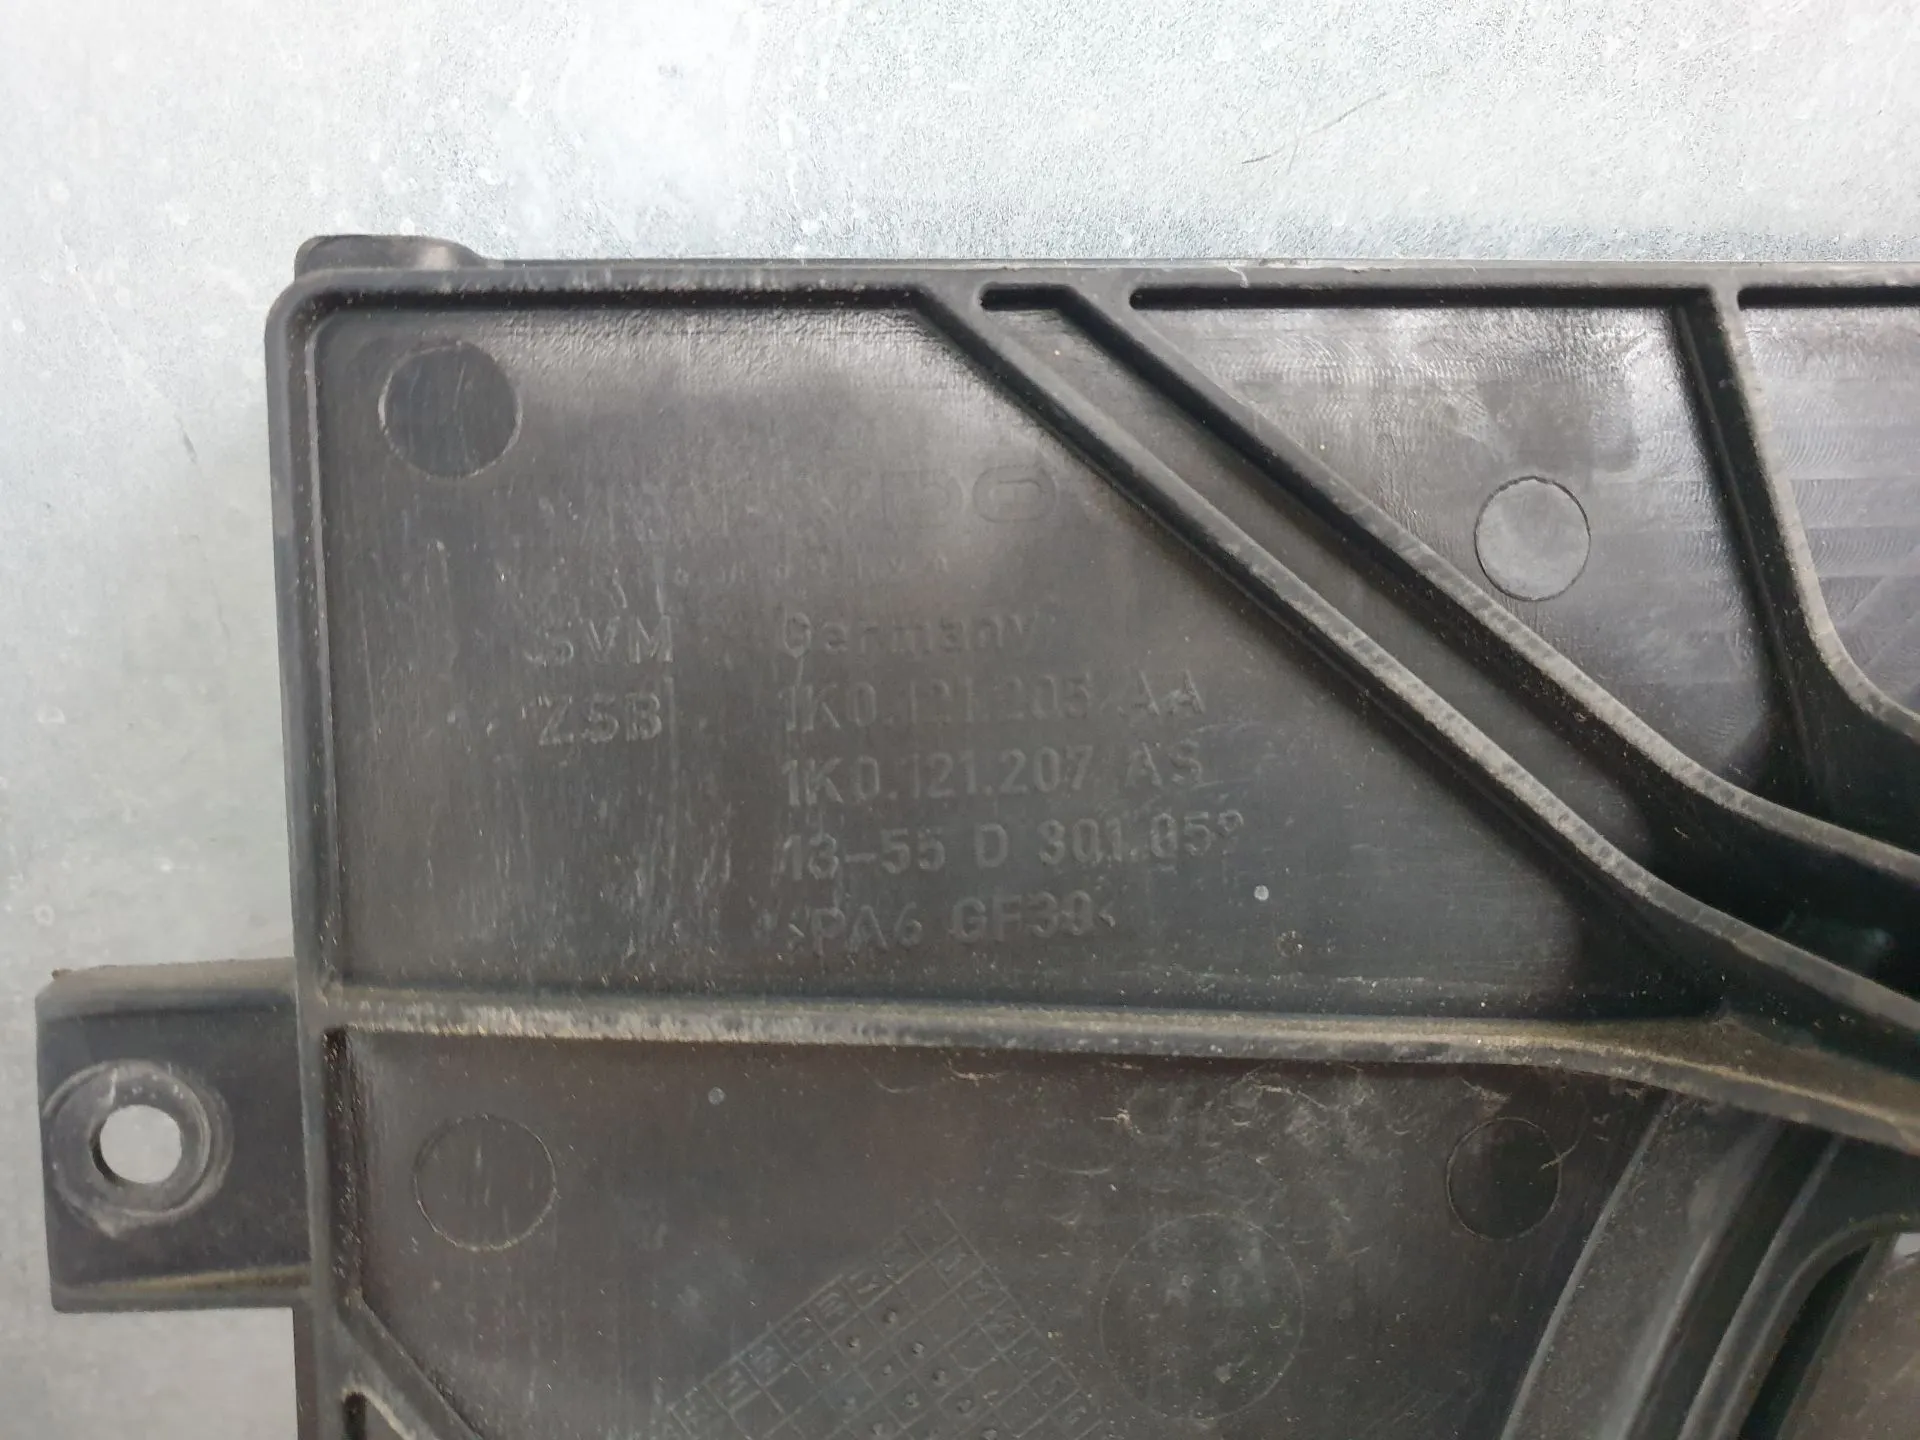 Germany
SVM 1K0.121.205 AA
ZSB 1K0.121.207 AS
13-55 D 301.059
>PA6 GF30<